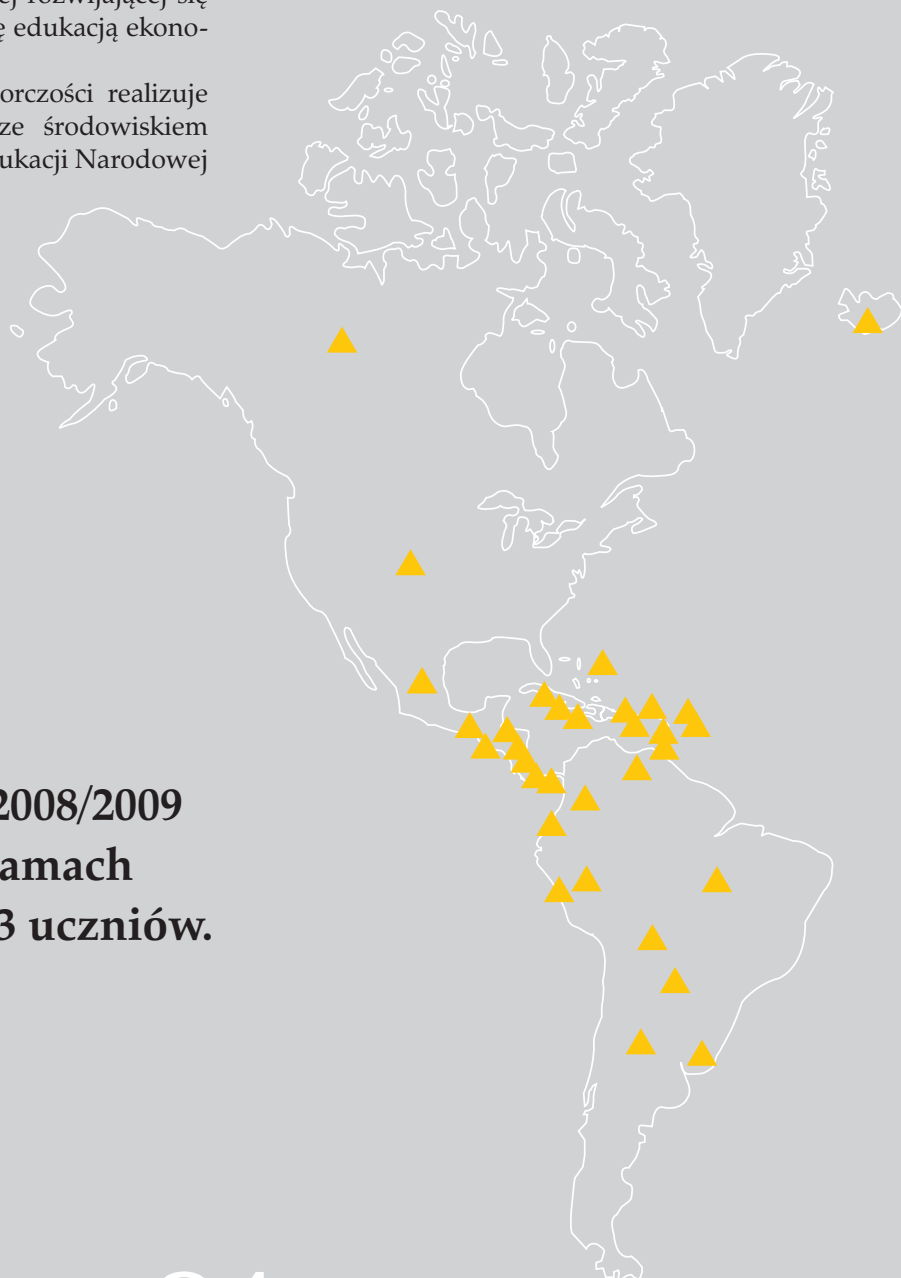 ej rozwijającej się
ę edukacją ekono-
orczości realizuje
ze środowiskiem
ukacji Narodowej
2008/2009
amach
3 uczniów.